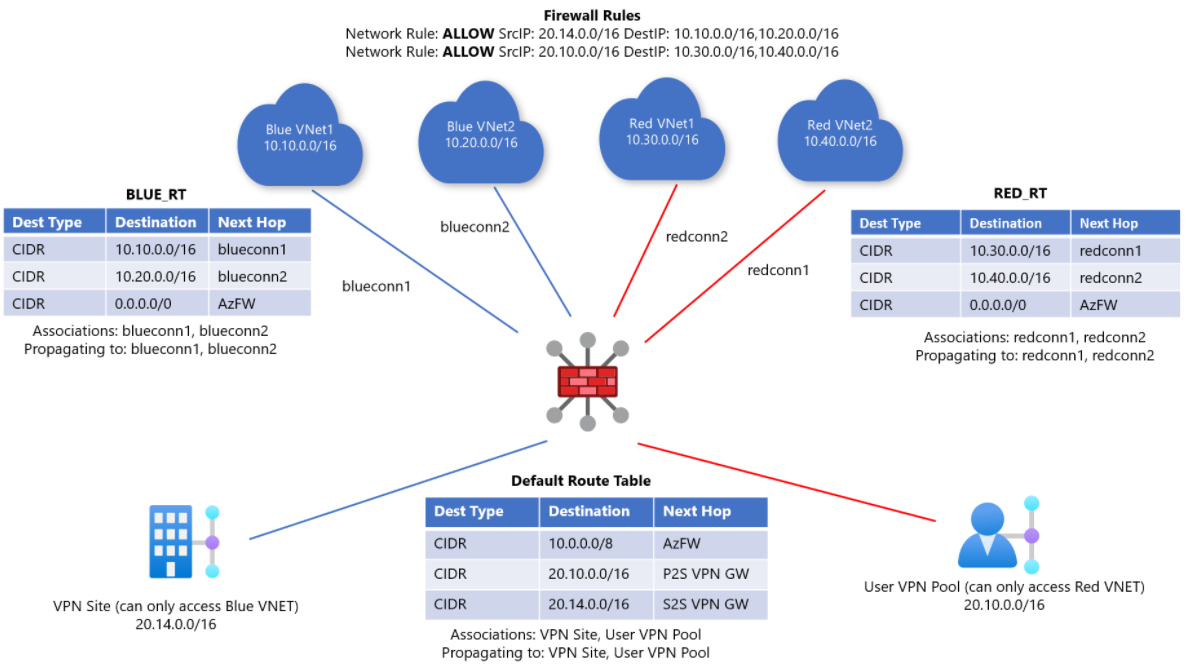 Firewall Rules
Network Rule: ALLOW SrcIP: 20.14.0.0/16 DestIP: 10.10.0.0/16,10.20.0.0/16
Network Rule: ALLOW SrcIP: 20.10.0.0/16 DestIP: 10.30.0.0/16,10.40.0.0/16
Blue VNet1
10.10.0.0/16
Blue VNet2
10.20.0.0/16
Red VNet1
10.30.0.0/16
Red VNet2
10.40.0.0/16
BLUE_RT
Dest Type Destination Next Hop
CIDR 10.10.0.0/16 blueconn1
CIDR 10.20.0.0/16 blueconn2
CIDR 0.0.0.0/0 AzFW
Associations: blueconn1, blueconn2
Propagating to: blueconn1, blueconn2
blueconn2
blueconn1
redconn2
redconn1
RED_RT
Dest Type Destination Next Hop
CIDR 10.30.0.0/16 redconn1
CIDR 10.40.0.0/16 redconn2
CIDR 0.0.0.0/0 AzFW
Associations: redconn1, redconn2
Propagating to: redconn1, redconn2
Default Route Table
Dest Type Destination Next Hop
CIDR 10.0.0.0/8 AzFW
CIDR 20.10.0.0/16 P2S VPN GW
CIDR 20.14.0.0/16 S2S VPN GW
Associations: VPN Site, User VPN Pool
Propagating to: VPN Site, User VPN Pool
VPN Site (can only access Blue VNET)
20.14.0.0/16
User VPN Pool (can only access Red VNET)
20.10.0.0/16